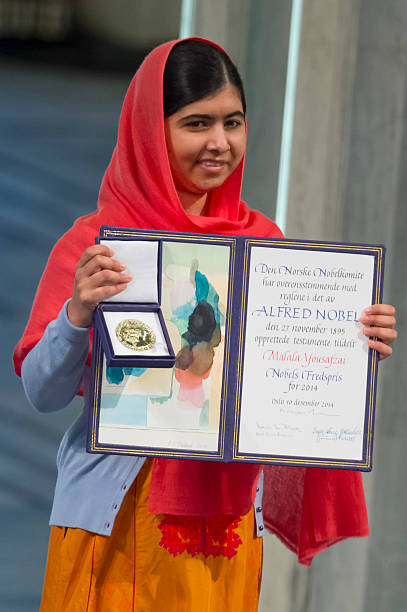 Den Norske Nobelkomite
har overensstemmende med
reglene i det av
ALFRED NOBEL
den 27. november 1895
opprettede testamente tildelt
Malala Yousafzai
Nobels Fredspris
for 2014
Oslo 10 desember 2014